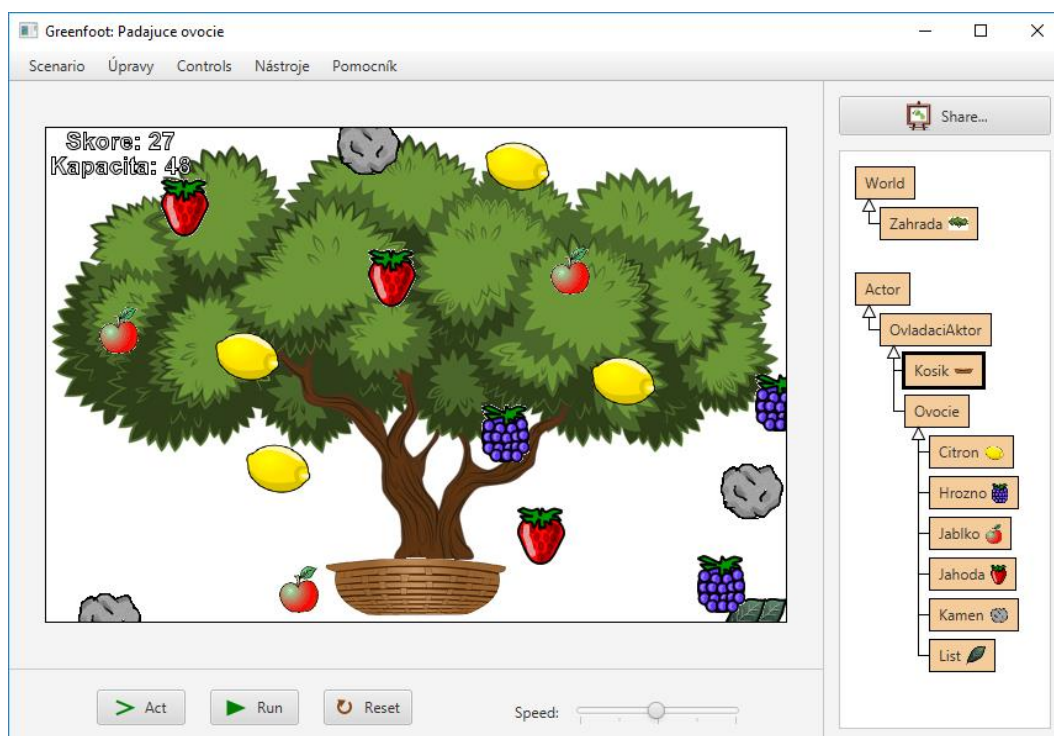 Greenfoot: Padajuce ovocie
Scenario Úpravy Controls Nástroje Pomocník
Share...
Skore: 27
Kapacita: 48
World
Zahrada
Actor
OvladaciAktor
Kosik
Ovocie
Citron
Hrozno
Jablko
Jahoda
Kamen
List
Act Run Reset Speed: